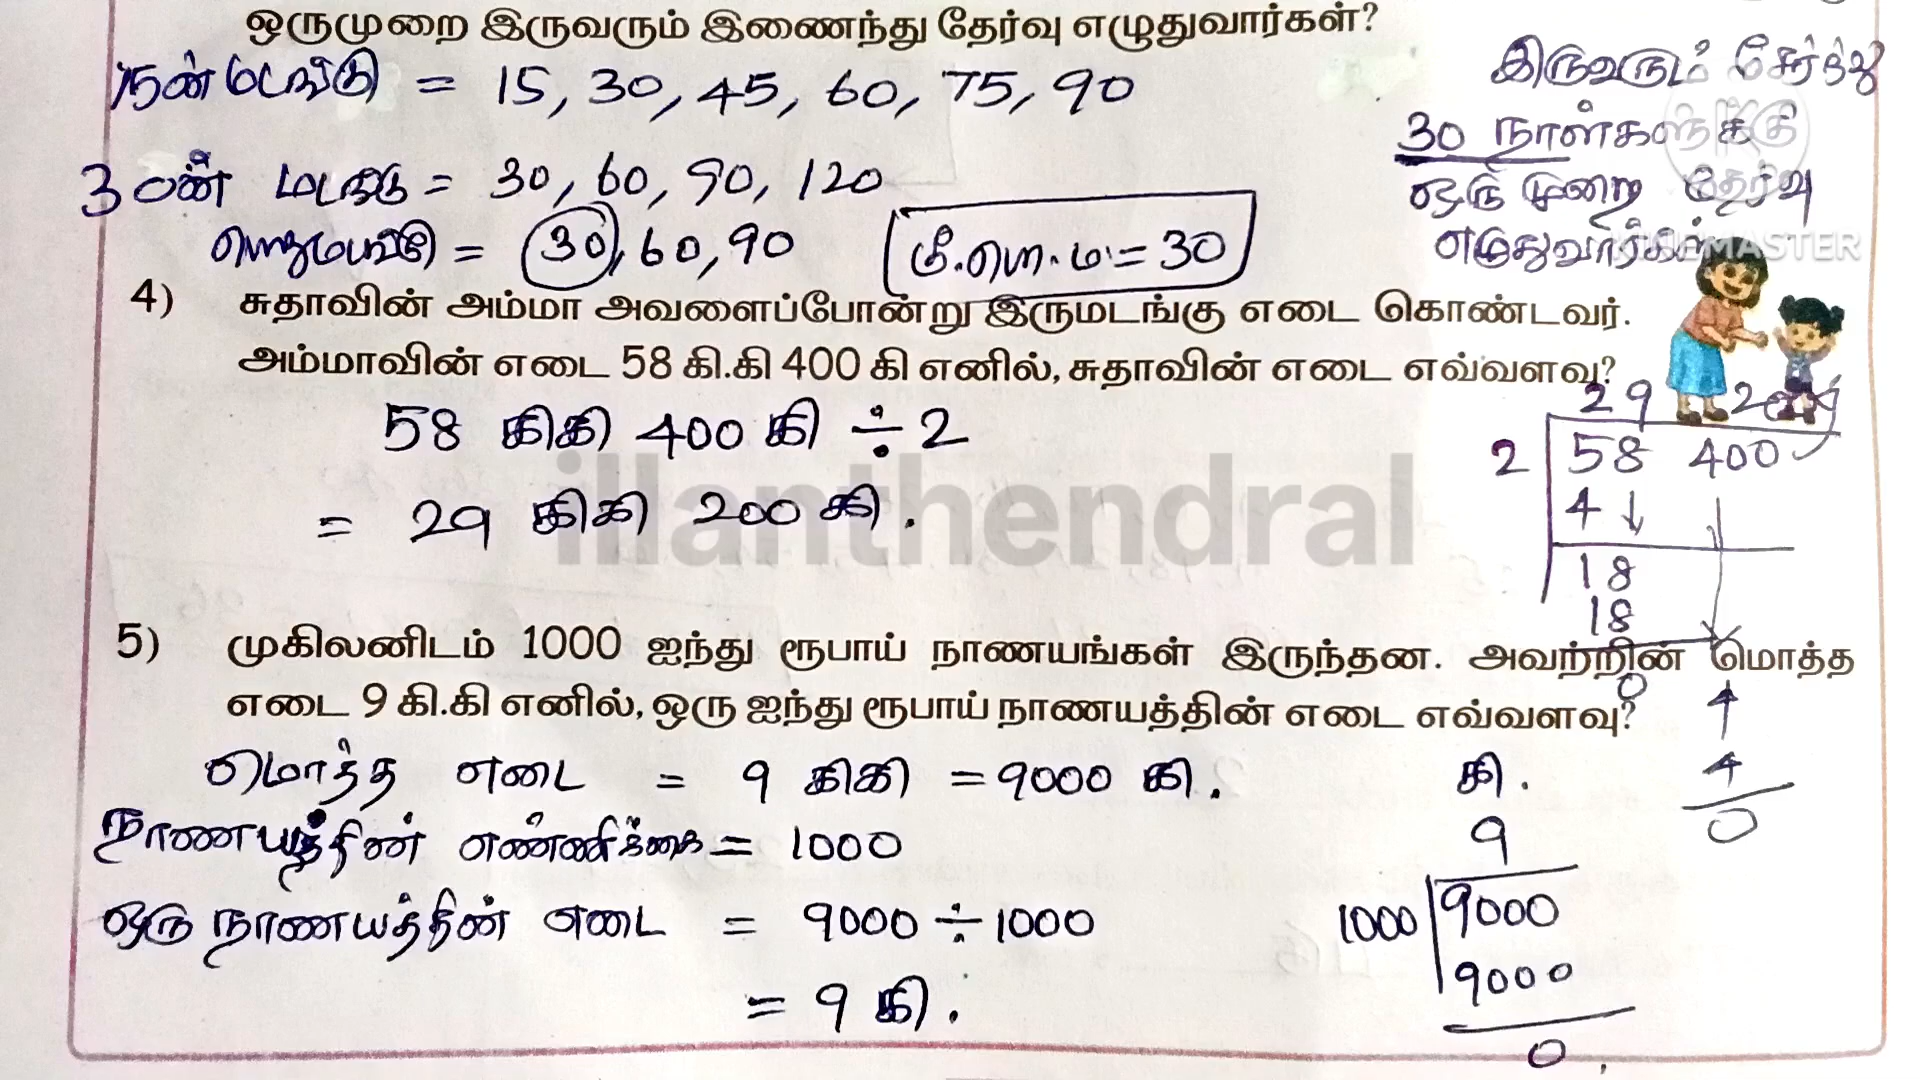 ஒருமுறை இருவரும் இணைந்து தேர்வு எழுதுவார்கள்?
15ன் மடங்கு = 15, 30, 45, 60, 75, 90
30ன் மடங்கு = 30, 60, 90, 120
பொதுமடங்கு = 30, 60, 90
மீ.பொ.ம = 30
இருவரும் சேர்ந்து
30 நாள்களுக்கு
ஒரு முறை தேர்வு
எழுதுவார்கள்
KINEMASTER
4) சுதாவின் அம்மா அவளைப்போன்று இருமடங்கு எடை கொண்டவர்.
அம்மாவின் எடை 58 கி.கி 400 கி எனில், சுதாவின் எடை எவ்வளவு?
58 கிகி 400 கி ÷ 2
= 29 கிகி 200 கி.
29 200
2 58 400
4
18
18
0 4
4
0
illanthendral
5) முகிலனிடம் 1000 ஐந்து ரூபாய் நாணயங்கள் இருந்தன. அவற்றின் மொத்த
எடை 9 கி.கி எனில், ஒரு ஐந்து ரூபாய் நாணயத்தின் எடை எவ்வளவு?
மொத்த எடை = 9 கிகி = 9000 கி.
நாணயத்தின் எண்ணிக்கை = 1000
ஒரு நாணயத்தின் எடை = 9000 ÷ 1000
= 9 கி.
கி.
9
1000 9000
9000
0